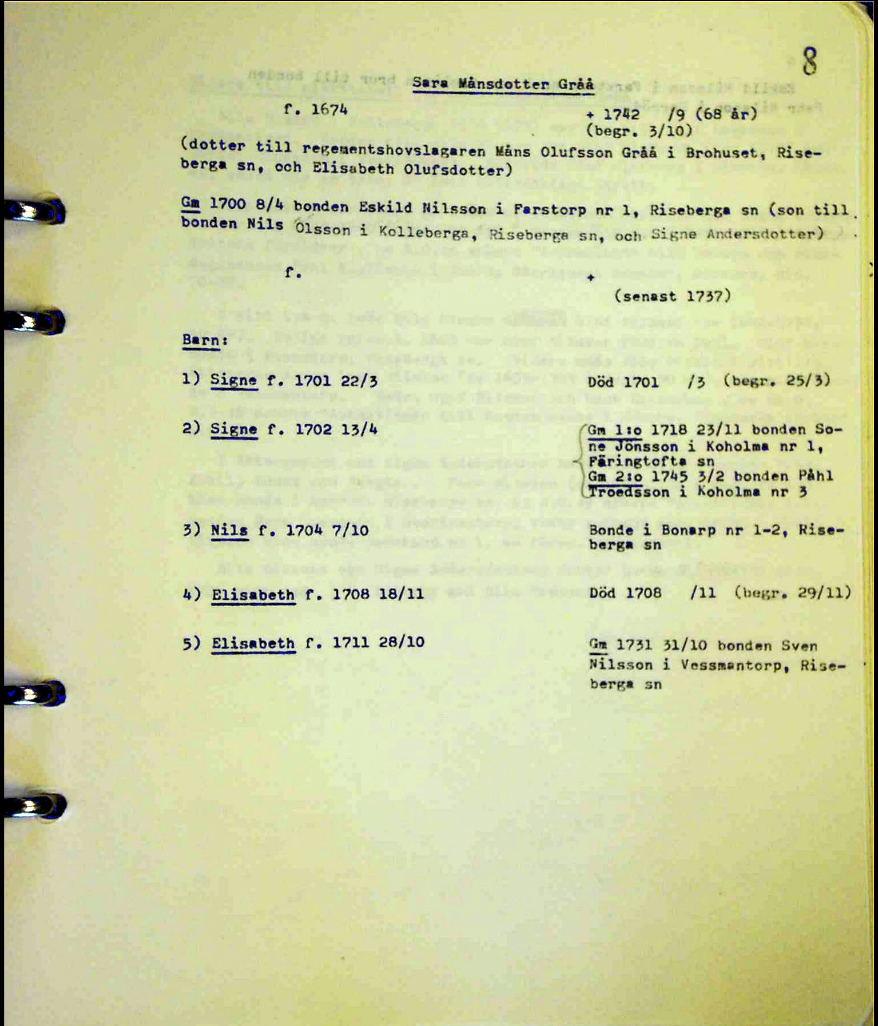 8
Sara Månsdotter Gråå
f. 1674 + 1742 /9 (68 år)
(begr. 3/10)
(dotter till regementshovslagaren Måns Olufsson Gråå i Brohuset, Rise-
berga sn, och Elisabeth Olufsdotter)
Gm 1700 8/4 bonden Eskild Nilsson i Farstorp nr 1, Riseberga sn (son till
bonden Nils Olsson i Kolleberga, Riseberga sn, och Signe Andersdotter)
f. +
(senast 1737)
Barn:
1) Signe f. 1701 22/3 Död 1701 /3 (begr. 25/3)
2) Signe f. 1702 13/4 Gm 1:o 1718 23/11 bonden So-
ne Jönsson i Koholma nr 1,
Färingtofta sn
Gm 2:o 1745 3/2 bonden Påhl
Troedsson i Koholma nr 3
3) Nils f. 1704 7/10 Bonde i Bonarp nr 1-2, Rise-
berga sn
4) Elisabeth f. 1708 18/11 Död 1708 /11 (begr. 29/11)
5) Elisabeth f. 1711 28/10 Gm 1731 31/10 bonden Sven
Nilsson i Vessmantorp, Rise-
berga sn